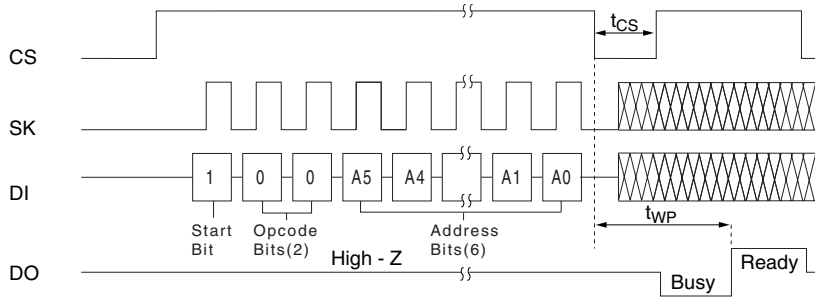 tCS
CS
SK
DI
1 0 0 A5 A4 A1 A0
Start
Bit
Opcode
Bits(2)
Address
Bits(6)
tWP
High - Z
DO
Busy
Ready